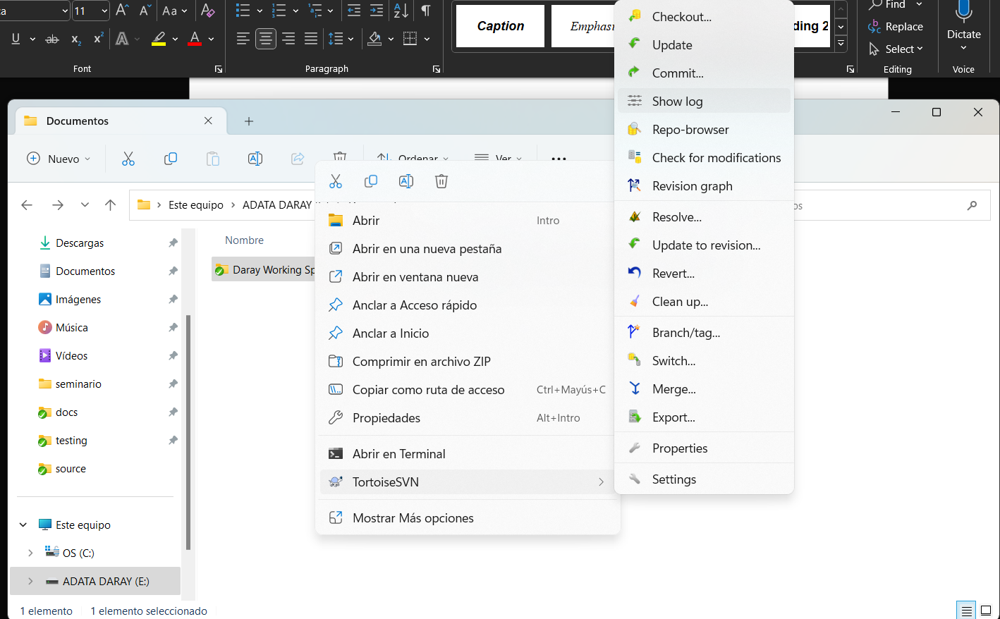 11
Aa
Find
Replace
Select
Dictate
Caption
Font
Paragraph
Editing
Voice
Documentos
Nuevo
Ordenar
Ver
Este equipo
ADATA DARAY
Descargas
Documentos
Imágenes
Música
Vídeos
seminario
docs
testing
source
Este equipo
OS (C:)
ADATA DARAY (E:)
Nombre
Daray Working
Abrir Intro
Abrir en una nueva pestaña
Abrir en ventana nueva
Anclar a Acceso rápido
Anclar a Inicio
Comprimir en archivo ZIP
Copiar como ruta de acceso Ctrl+Mayús+C
Propiedades Alt+Intro
Abrir en Terminal
TortoiseSVN
Mostrar Más opciones
Checkout...
Update
Commit...
Show log
Repo-browser
Check for modifications
Revision graph
Resolve...
Update to revision...
Revert...
Clean up...
Branch/tag...
Switch...
Merge...
Export...
Properties
Settings
1 elemento
1 elemento seleccionado